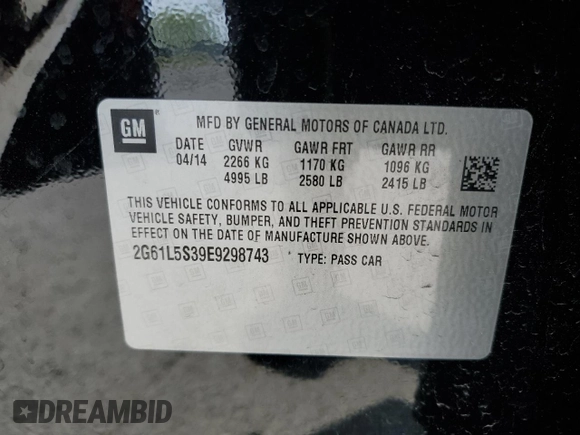 GM
MFD BY GENERAL MOTORS OF CANADA LTD.
DATE GVWR GAWR FRT GAWR RR
04/14 2266 KG 1170 KG 1096 KG
4995 LB 2580 LB 2415 LB
THIS VEHICLE CONFORMS TO ALL APPLICABLE U.S. FEDERAL MOTOR
VEHICLE SAFETY, BUMPER, AND THEFT PREVENTION STANDARDS IN
EFFECT ON THE DATE OF MANUFACTURE SHOWN ABOVE.
2G61L5S39E9298743 TYPE: PASS CAR
DREAMBID